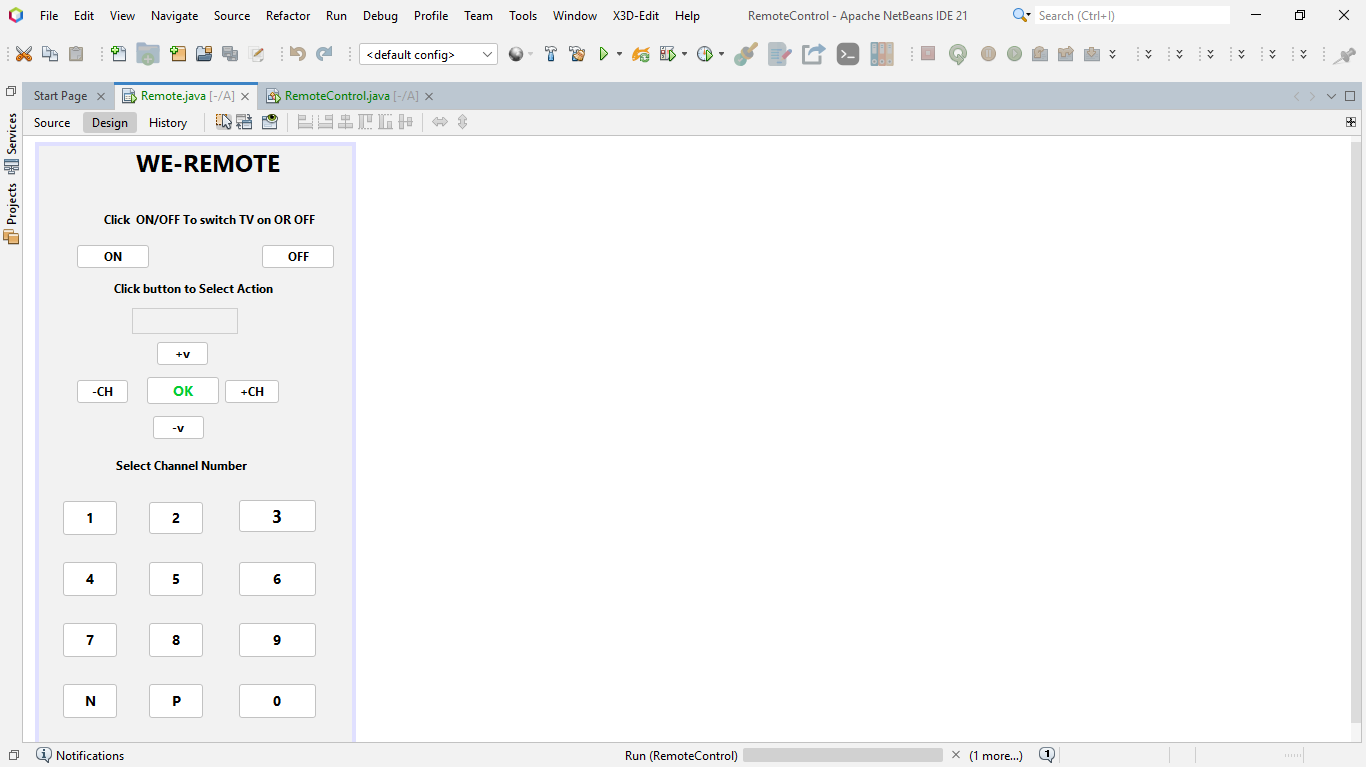 File Edit View Navigate Source Refactor Run Debug Profile Team Tools Window X3D-Edit Help RemoteControl - Apache NetBeans IDE 21 Search (Ctrl+I)
<default config>
Start Page Remote.java [-/A] RemoteControl.java [-/A]
Source Design History
Services
Projects
WE-REMOTE
Click ON/OFF To switch TV on OR OFF
ON OFF
Click button to Select Action
+v
-CH OK +CH
-v
Select Channel Number
1 2 3
4 5 6
7 8 9
N P 0
Notifications Run (RemoteControl) (1 more...) 1